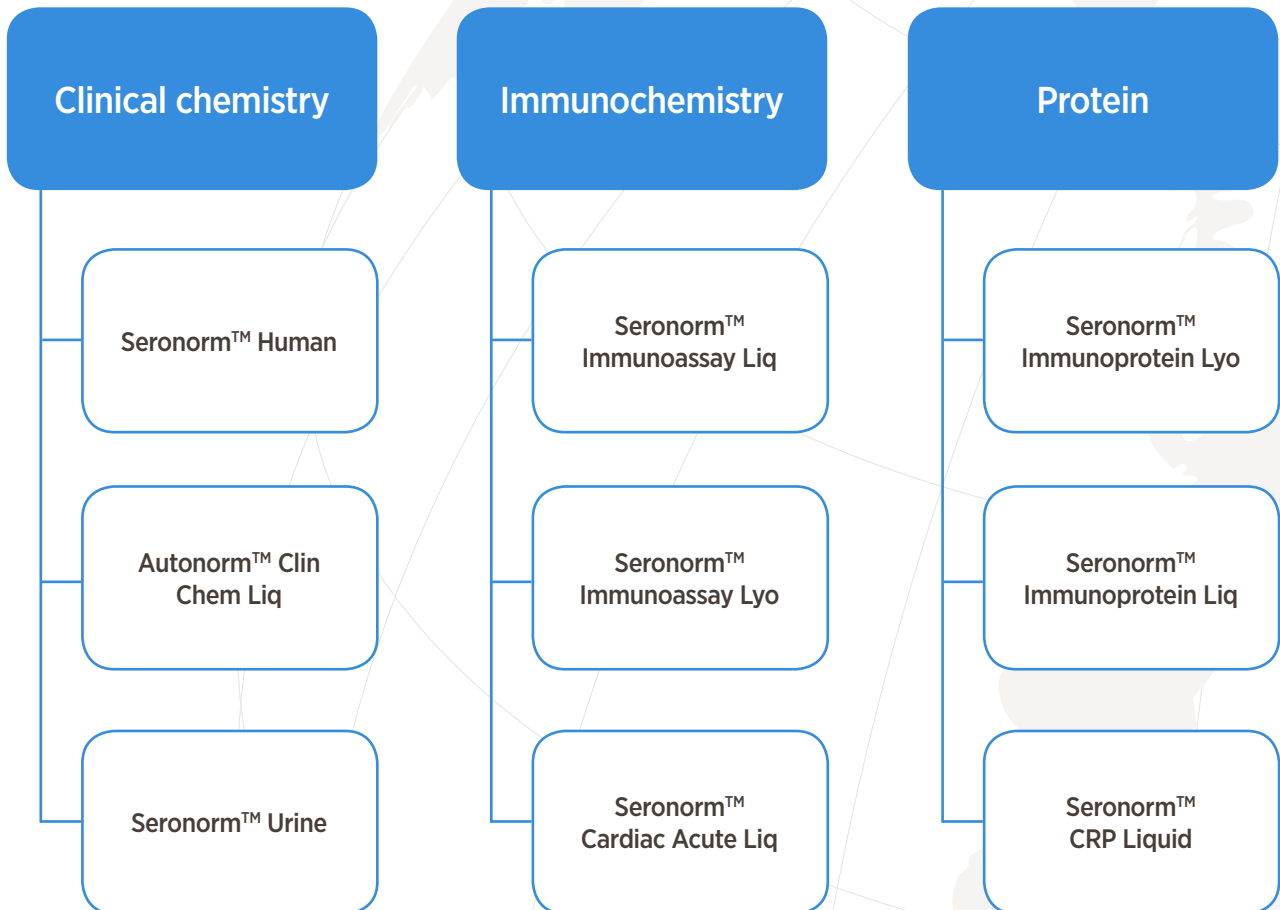 Clinical chemistry
Seronorm™ Human
Autonorm™ Clin
Chem Liq
Seronorm™ Urine
Immunochemistry
Seronorm™
Immunoassay Liq
Seronorm™
Immunoassay Lyo
Seronorm™
Cardiac Acute Liq
Protein
Seronorm™
Immunoprotein Lyo
Seronorm™
Immunoprotein Liq
Seronorm™
CRP Liquid